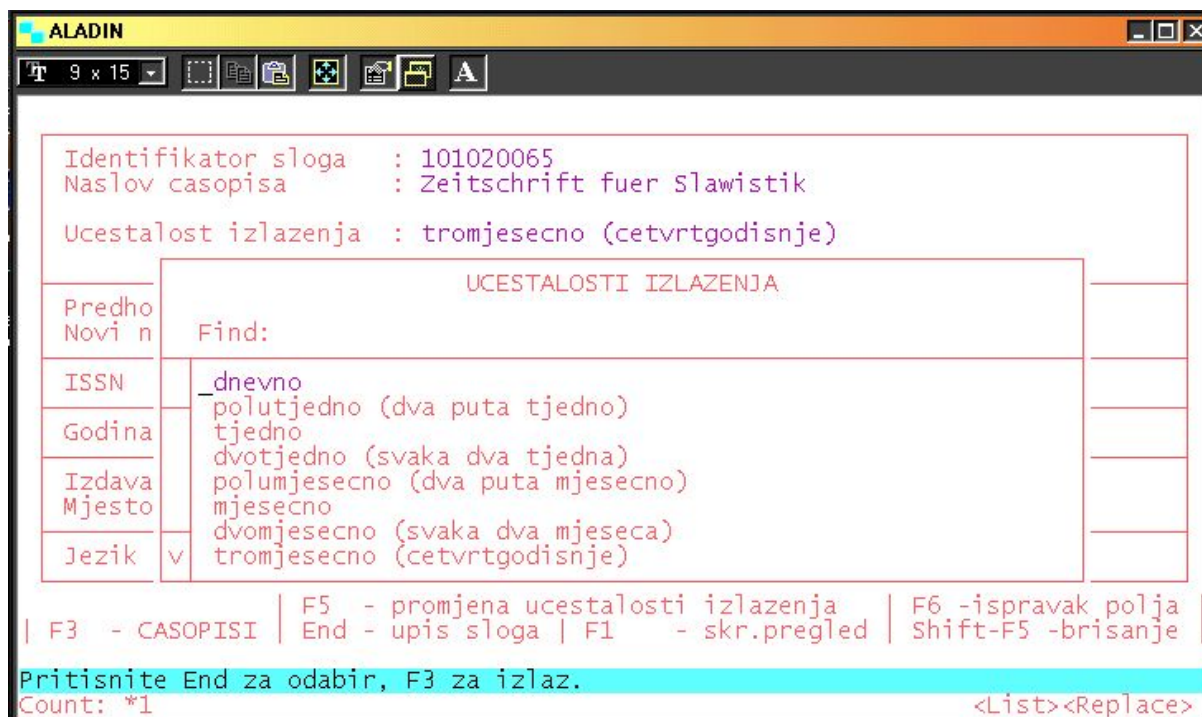 ALADIN
9 x 15 A
Identifikator sloga : 101020065
Naslov casopisa : Zeitschrift fuer Slawistik
Ucestalost izlazenja : tromjesecno (cetvrtgodisnje)
UCESTALOSTI IZLAZENJA
Predho
Novi n Find:
ISSN _dnevno
polutjedno (dva puta tjedno)
Godina tjedno
dvotjedno (svaka dva tjedna)
Izdava polumjesecno (dva puta mjesecno)
Mjesto mjesecno
dvomjesecno (svaka dva mjeseca)
Jezik v tromjesecno (cetvrtgodisnje)
| F5 - promjena ucestalosti izlazenja | F6 -ispravak polja |
| F3 - CASOPISI | End - upis sloga | F1 - skr.pregled | Shift-F5 -brisanje |
Pritisnite End za odabir, F3 za izlaz.
Count: *1 <List><Replace>